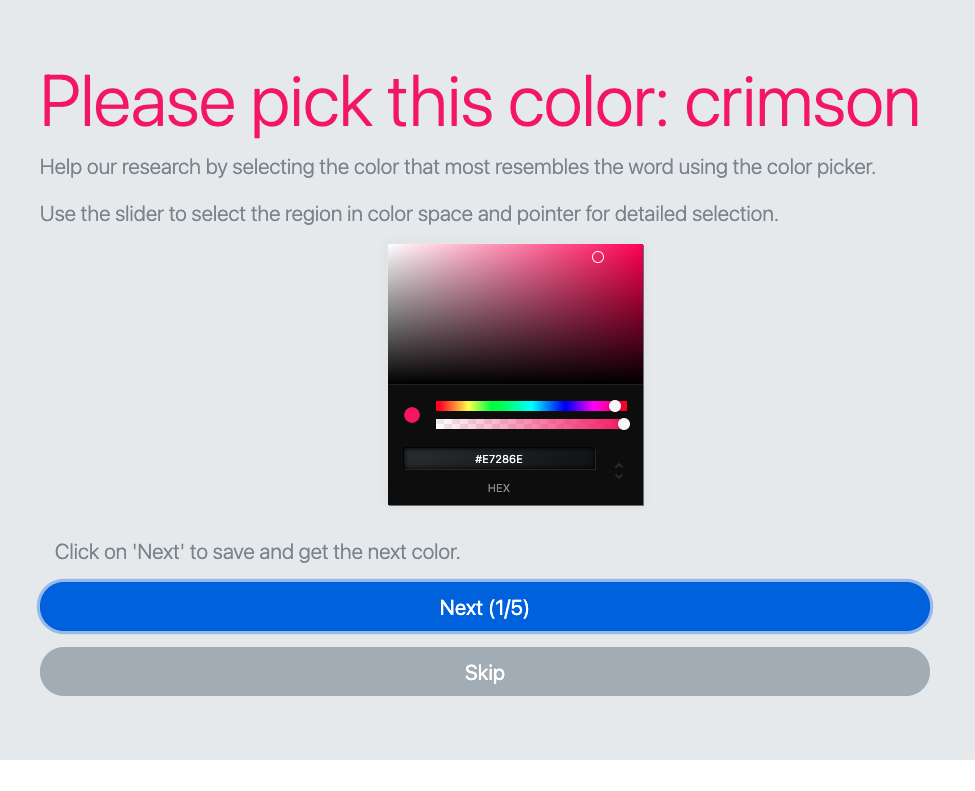 Please pick this color: crimson
Help our research by selecting the color that most resembles the word using the color picker.
Use the slider to select the region in color space and pointer for detailed selection.
#E7286E
HEX
Click on 'Next' to save and get the next color.
Next (1/5)
Skip